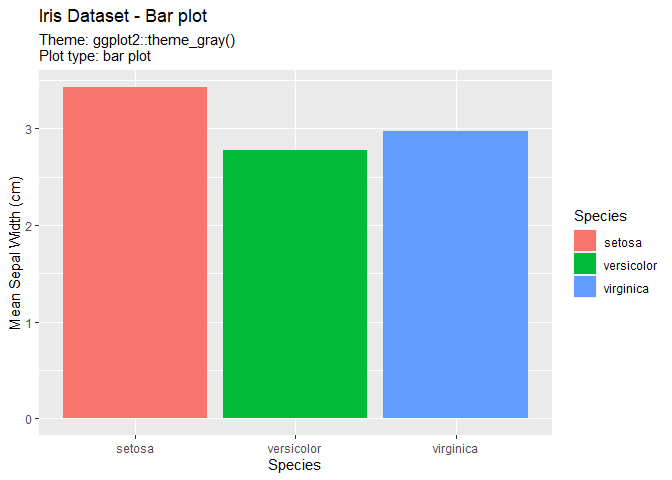 Iris Dataset - Bar plot
Theme: ggplot2::theme_gray()
Plot type: bar plot
Mean Sepal Width (cm)
3
2
1
0
setosa
versicolor
virginica
Species
Species
setosa
versicolor
virginica